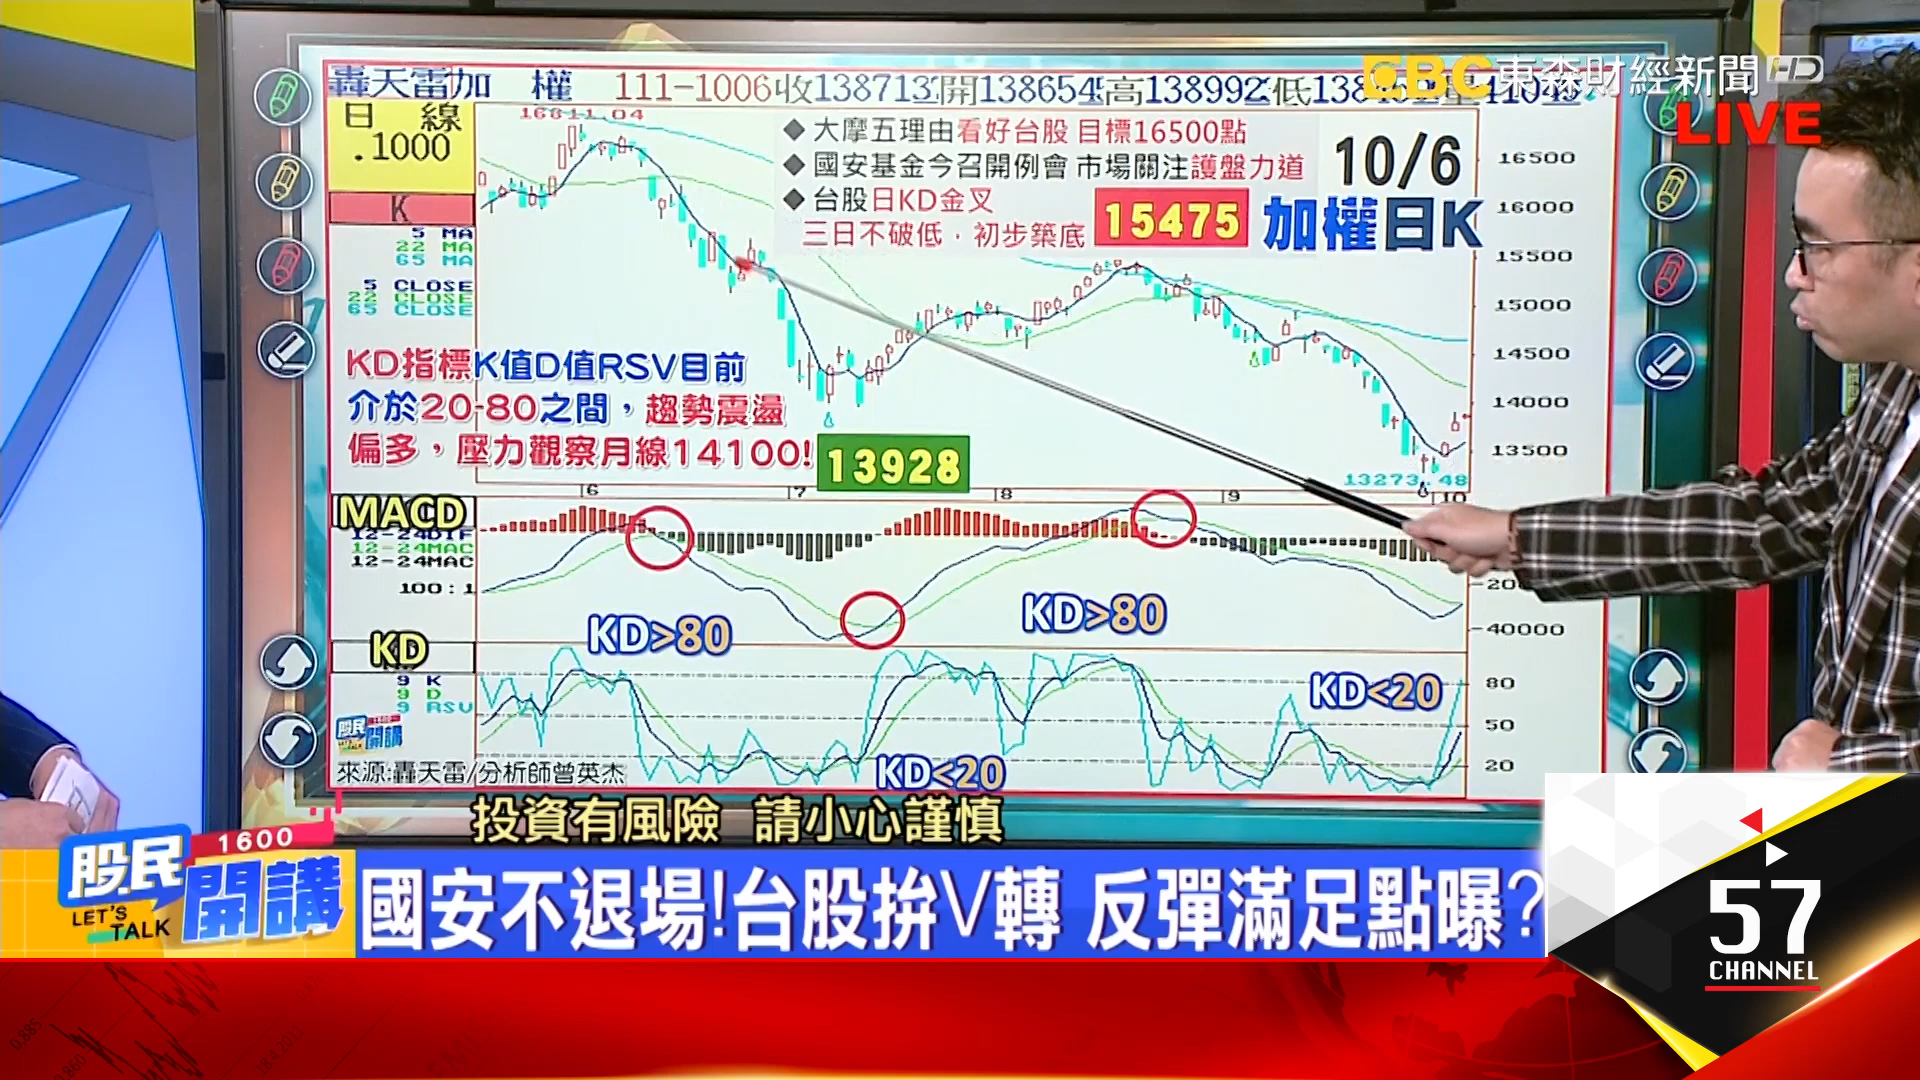 轟天雷加 權 111-1006收13871 開13865 高13899 低
EBC東森財經新聞HD
LIVE
日 線
.1000
K
5 MA
22 MA
65 MA
5 CLOSE
22 CLOSE
65 CLOSE
16811.04
◆大摩五理由看好台股 目標16500點
◆國安基金今召開例會 市場關注護盤力道
◆台股日KD金叉
三日不破低,初步築底
15475
10/6
加權日K
16500
16000
15500
15000
14500
14000
13500
KD指標K值D值RSV目前
介於20-80之間,趨勢震盪
偏多,壓力觀察月線14100!
13928
13273.48
6 7 8 9 10
MACD
12-24DIF
12-24MAC
12-24MAC
100:1
-40000
KD>80
KD>80
KD
9 K
9 D
9 RSV
KD<20
KD<20
80
50
20
股民開講
來源:轟天雷/分析師曾英杰
投資有風險 請小心謹慎
股民 1600 開講
LET'S TALK
國安不退場!台股拚V轉 反彈滿足點曝?
57
CHANNEL